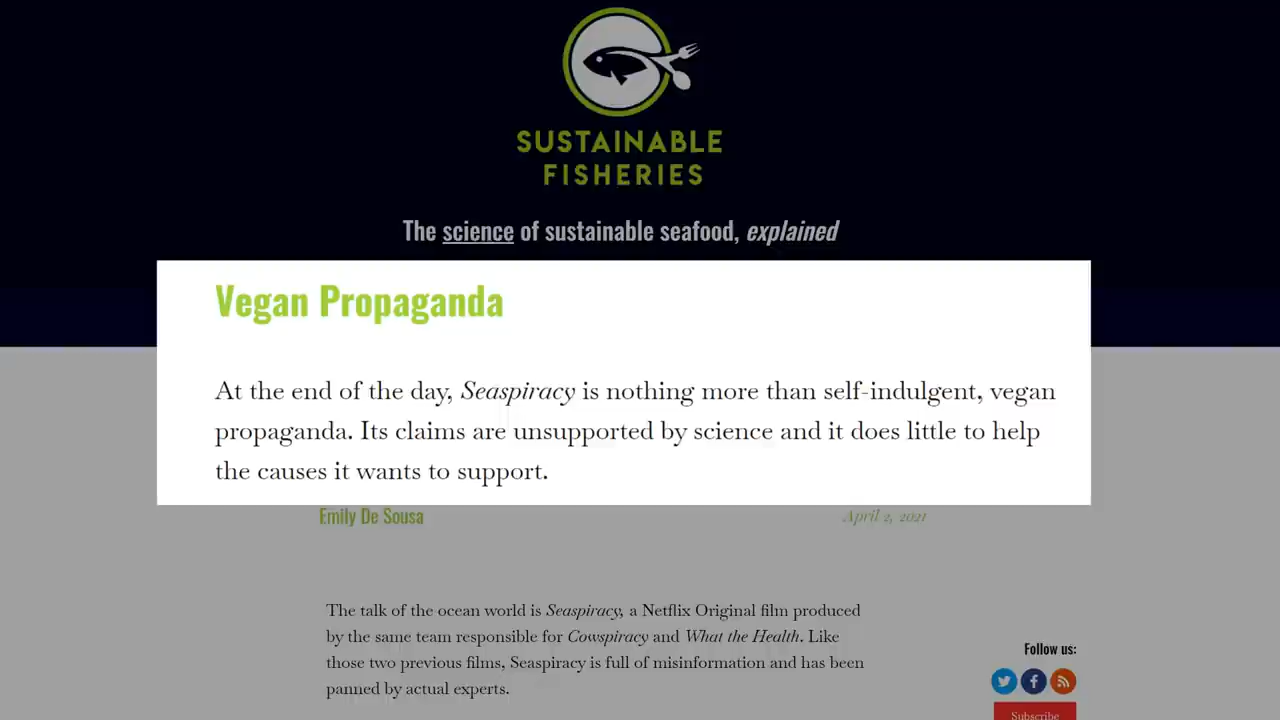 SUSTAINABLE
FISHERIES
The science of sustainable seafood, explained
Vegan Propaganda
At the end of the day, Seaspiracy is nothing more than self-indulgent, vegan
propaganda. Its claims are unsupported by science and it does little to help
the causes it wants to support.
Emily De Sousa
April 2, 2021
The talk of the ocean world is Seaspiracy, a Netflix Original film produced
by the same team responsible for Cowspiracy and What the Health. Like
those two previous films, Seaspiracy is full of misinformation and has been
panned by actual experts.
Follow us:
Subscribe